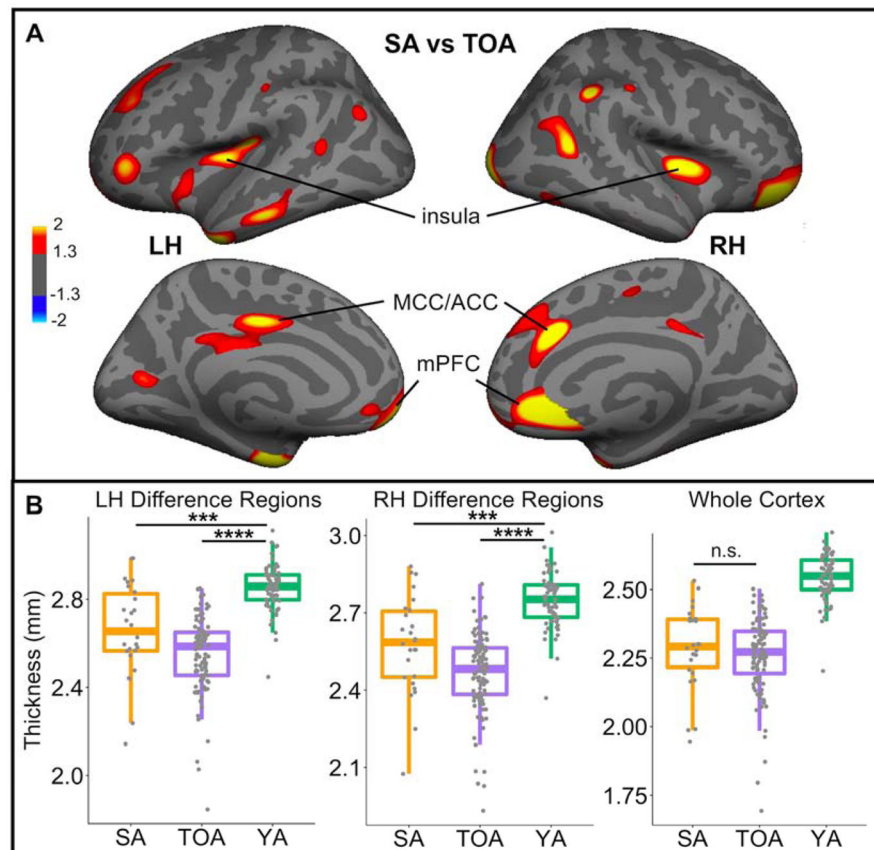 A
SA vs TOA
insula
LH
RH
2
1.3
-1.3
-2
MCC/ACC
mPFC
B
LH Difference Regions
RH Difference Regions
Whole Cortex
***
****
***
****
n.s.
Thickness (mm)
2.8
2.4
2.0
3.0
2.7
2.4
2.1
2.50
2.25
2.00
1.75
SA TOA YA
SA TOA YA
SA TOA YA